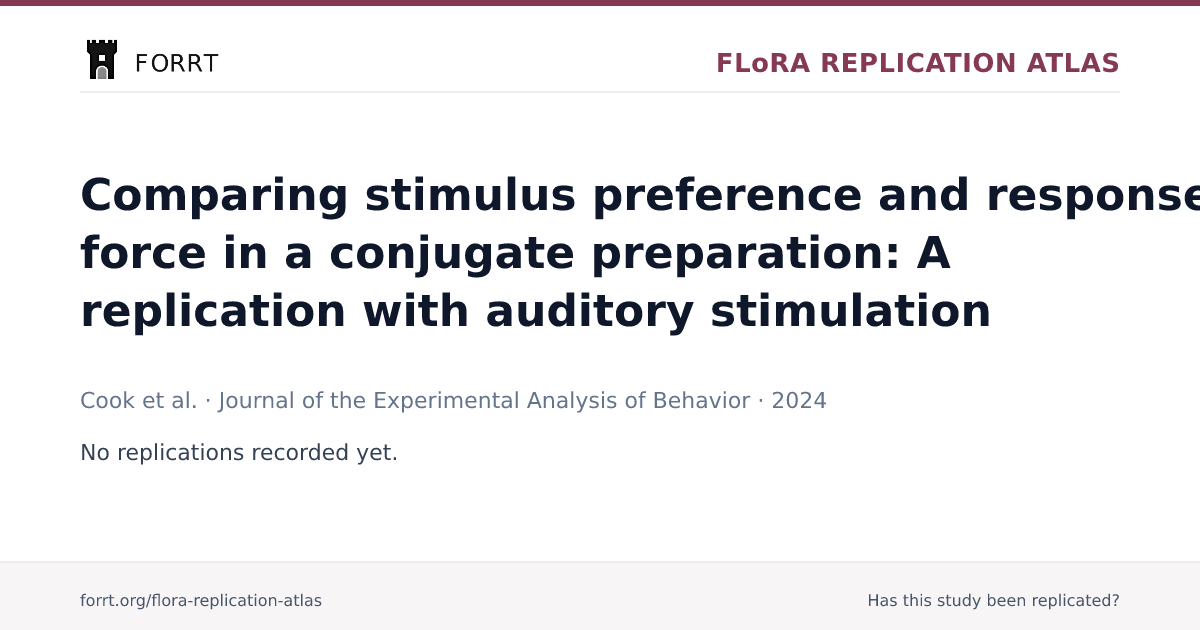 FORRT
FLoRA REPLICATION ATLAS
Comparing stimulus preference and response
force in a conjugate preparation: A
replication with auditory stimulation
Cook et al. · Journal of the Experimental Analysis of Behavior · 2024
No replications recorded yet.
forrt.org/flora-replication-atlas
Has this study been replicated?